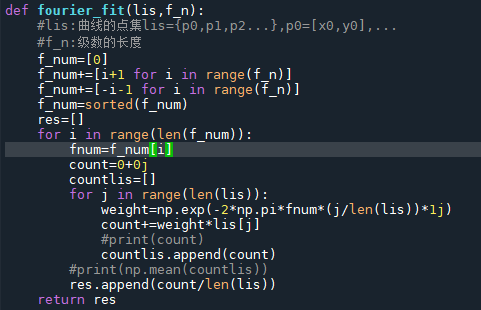 def fourier_fit(lis,f_n):
    #lis:曲线的点集lis={p0,p1,p2...},p0=[x0,y0],...
    #f_n:级数的长度
    f_num=[0]
    f_num+=[i+1 for i in range(f_n)]
    f_num+=[-i-1 for i in range(f_n)]
    f_num=sorted(f_num)
    res=[]
    for i in range(len(f_num)):
        fnum=f_num[i]
        count=0+0j
        countlis=[]
        for j in range(len(lis)):
            weight=np.exp(-2*np.pi*fnum*(j/len(lis))*1j)
            count+=weight*lis[j]
            #print(count)
            countlis.append(count)
        #print(np.mean(countlis))
        res.append(count/len(lis))
    return res